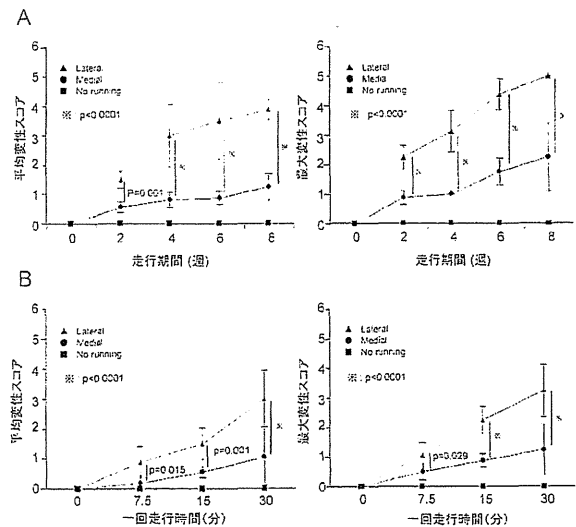 A
平均変性スコア
6
5
4
3
2
1
0
▲ Lateral
● Medial
■ No running
※ p<0.0001
P=0.001
※
※
※
0 2 4 6 8
走行期間 (週)
最大変性スコア
6
5
4
3
2
1
0
▲ Lateral
● Medial
■ No running
※ : p<0.0001
※
※
※
0 2 4 6 8
走行期間 (週)
B
平均変性スコア
6
5
4
3
2
1
0
▲ Lateral
● Medial
■ No running
※ : p<0.0001
p=0.015
p=0.001
※
0 7.5 15 30
一回走行時間(分)
最大変性スコア
6
5
4
3
2
1
0
▲ Lateral
● Medial
■ No running
※ : p<0.0001
p=0.029
※
※
0 7.5 15 30
一回走行時間(分)